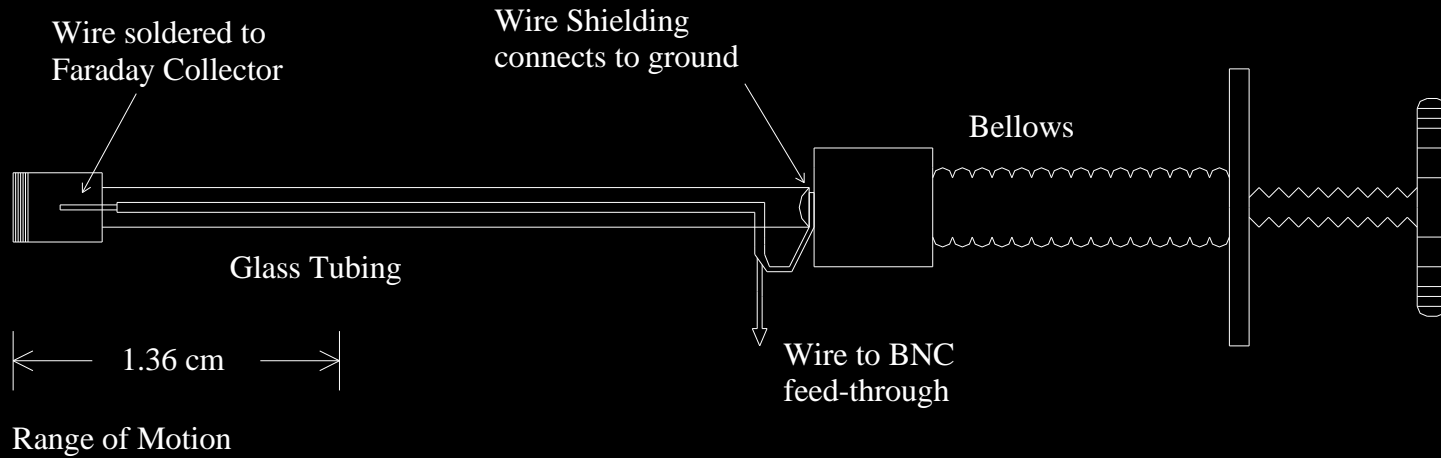 Wire soldered to
Faraday Collector
Wire Shielding
connects to ground
Bellows
Glass Tubing
1.36 cm
Wire to BNC
feed-through
Range of Motion